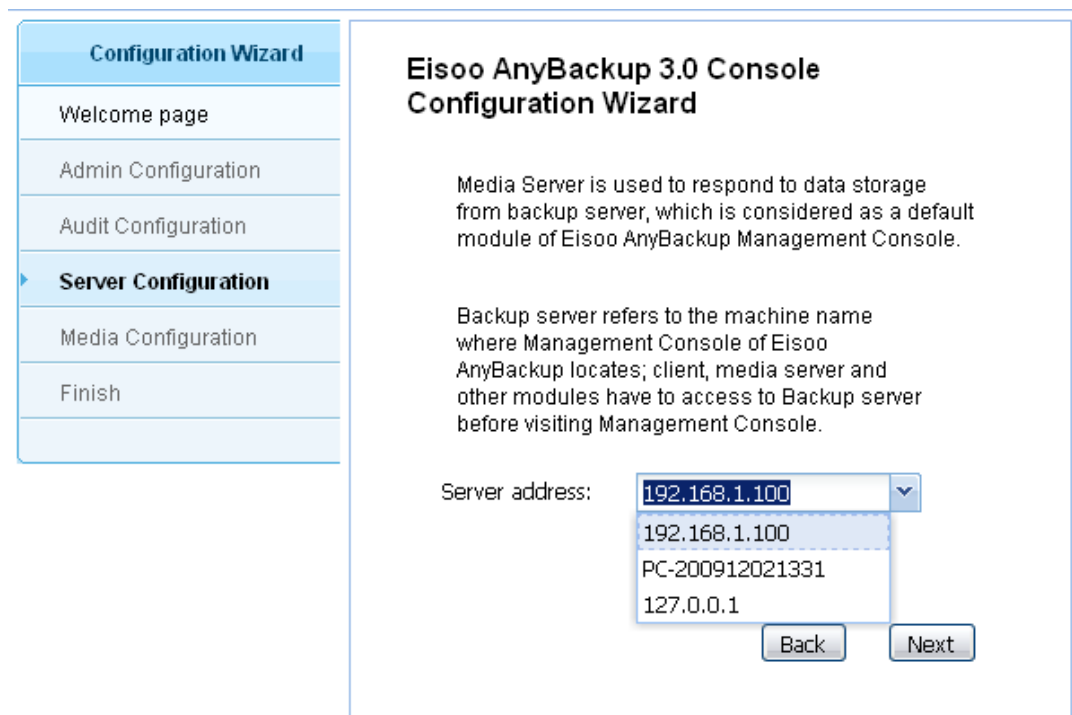 Configuration Wizard
Welcome page
Admin Configuration
Audit Configuration
Server Configuration
Media Configuration
Finish
Eisoo AnyBackup 3.0 Console
Configuration Wizard
Media Server is used to respond to data storage
from backup server, which is considered as a default
module of Eisoo AnyBackup Management Console.
Backup server refers to the machine name
where Management Console of Eisoo
AnyBackup locates; client, media server and
other modules have to access to Backup server
before visiting Management Console.
Server address: 192.168.1.100
192.168.1.100
PC-200912021331
127.0.0.1
Back Next